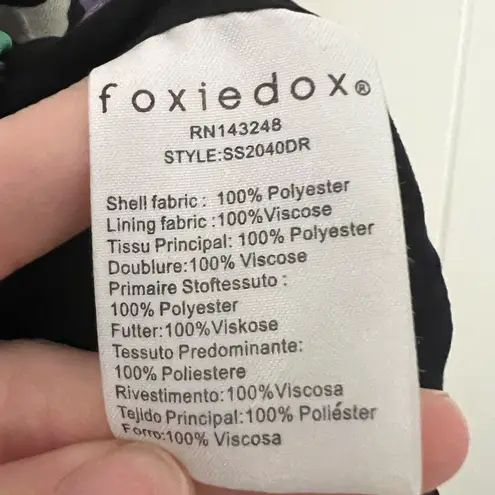 foxiedox®
RN143248
STYLE:SS2040DR
Shell fabric: 100% Polyester
Lining fabric:100%Viscose
Tissu Principal: 100% Polyester
Doublure:100% Viscose
Primaire Stoftessuto:
100% Polyester
Futter:100%Viskose
Tessuto Predominante:
100% Poliestere
Rivestimento:100%Viscosa
Tejido Principal:100% Poliéster
Forro:100% Viscosa